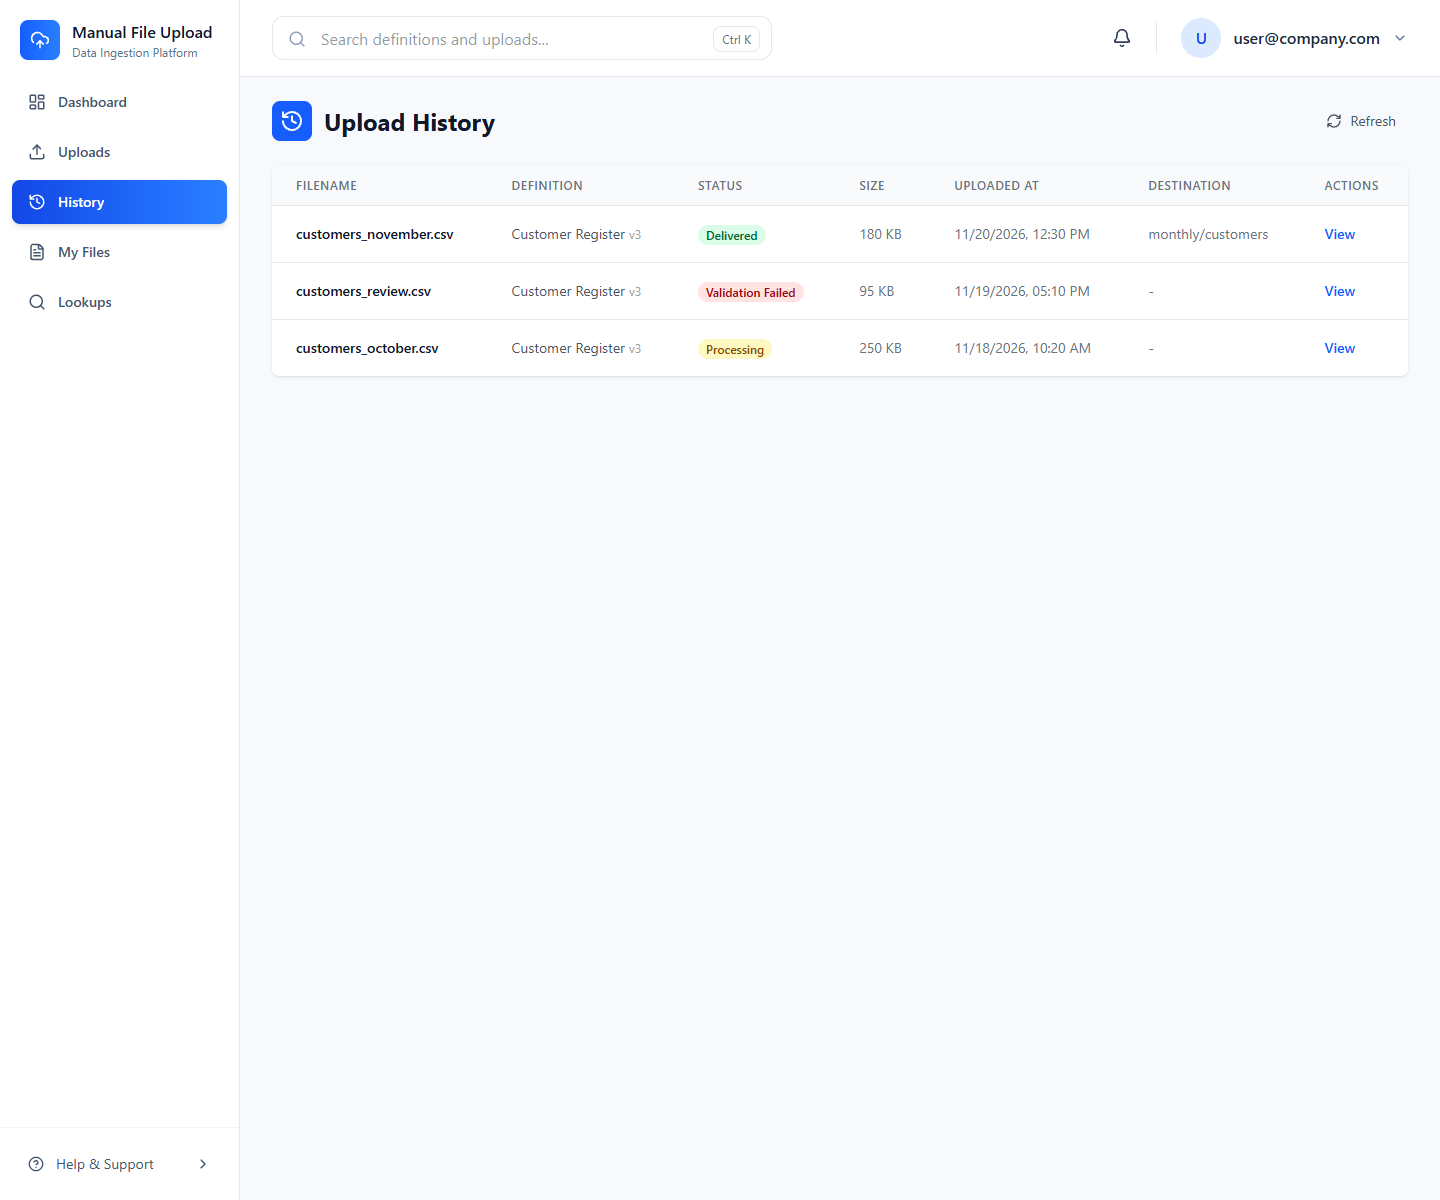 Manual File Upload
Data Ingestion Platform
Dashboard
Uploads
History
My Files
Lookups
Help & Support
Search definitions and uploads...
Ctrl K
U
user@company.com
Upload History
Refresh
FILENAME DEFINITION STATUS SIZE UPLOADED AT DESTINATION ACTIONS
customers_november.csv Customer Register v3 Delivered 180 KB 11/20/2026, 12:30 PM monthly/customers View
customers_review.csv Customer Register v3 Validation Failed 95 KB 11/19/2026, 05:10 PM - View
customers_october.csv Customer Register v3 Processing 250 KB 11/18/2026, 10:20 AM - View